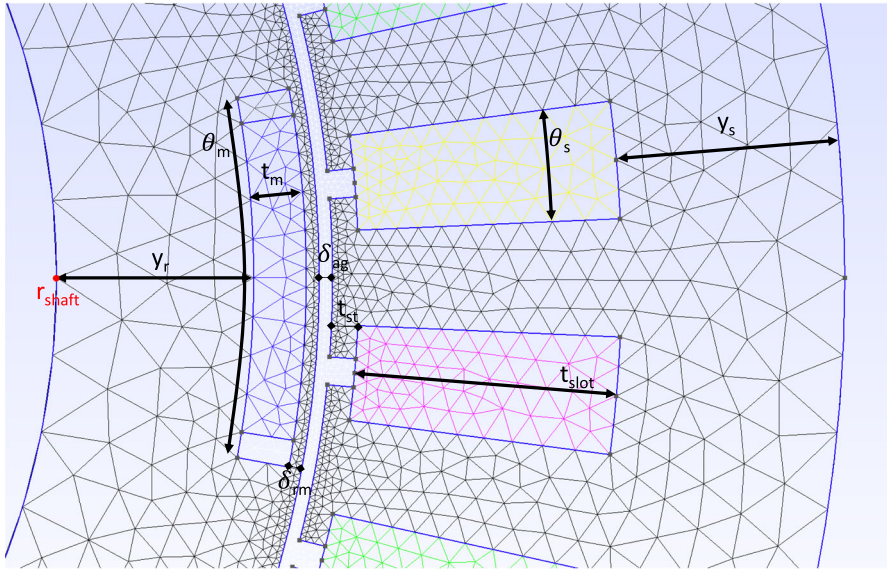 θm
tm
θs
ys
yr
δag
rshaft
tst
tslot
δrm